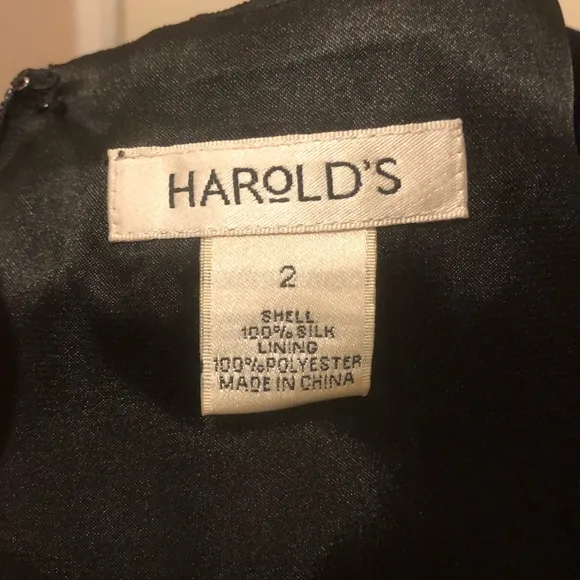 HAROLD'S
2
SHELL
100% SILK
LINING
100% POLYESTER
MADE IN CHINA